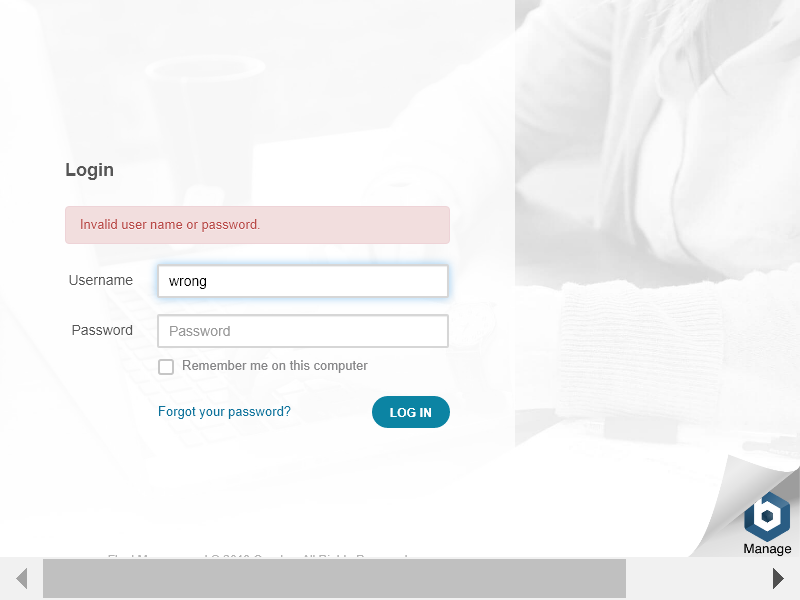 Login
Invalid user name or password.
Username
wrong
Password
Password
Remember me on this computer
Forgot your password?
LOG IN
Manage